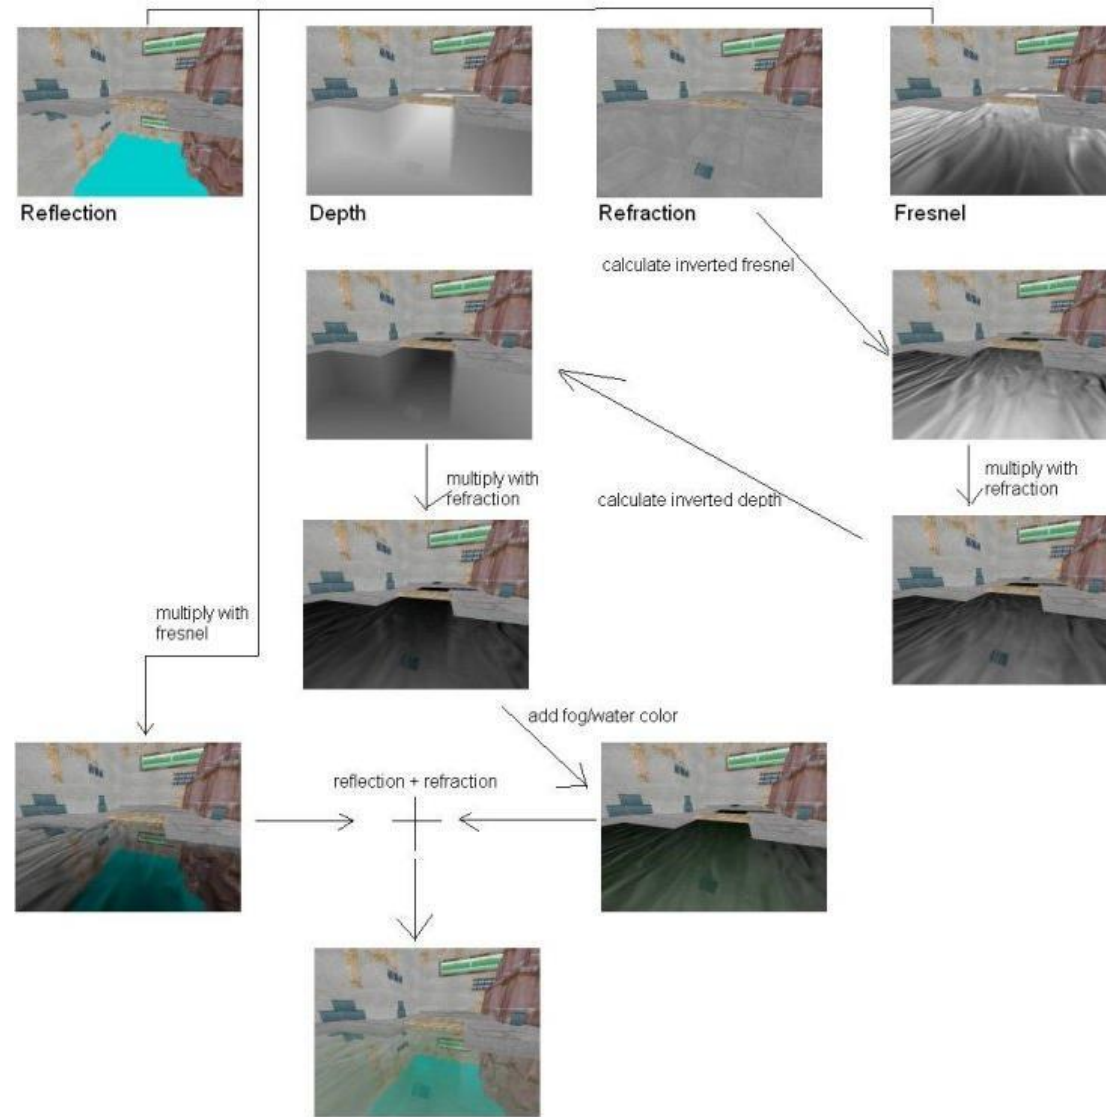 Reflection
Depth
Refraction
Fresnel
calculate inverted fresnel
multiply with
refraction
calculate inverted depth
multiply with
refraction
multiply with
fresnel
add fog/water color
reflection + refraction